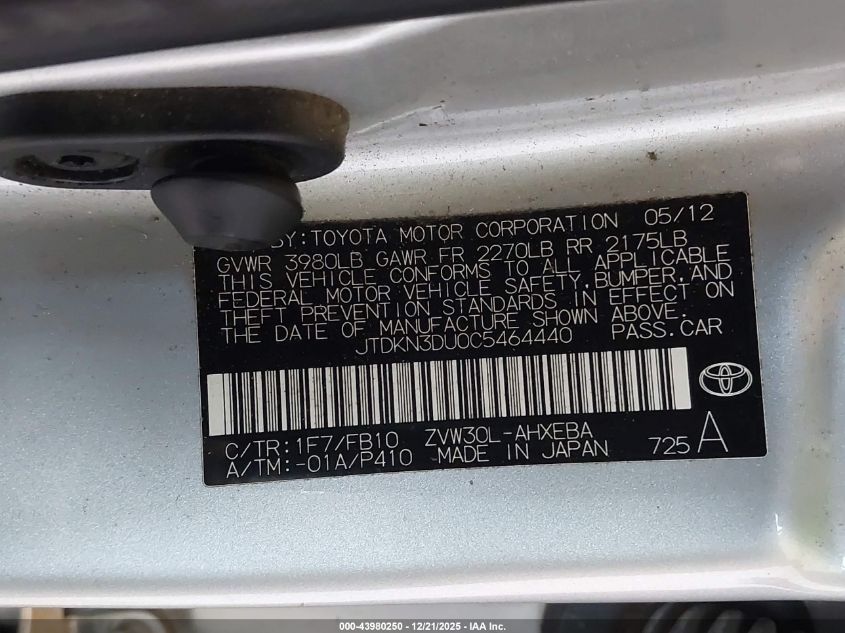 BY: TOYOTA MOTOR CORPORATION 05/12
GVWR 3980LB GAWR FR 2270LB RR 2175LB
THIS VEHICLE CONFORMS TO ALL APPLICABLE
FEDERAL MOTOR VEHICLE SAFETY, BUMPER, AND
THEFT PREVENTION STANDARDS IN EFFECT ON
THE DATE OF MANUFACTURE SHOWN ABOVE.
JTDKN3DU0C5464440 PASS.CAR
C/TR: 1F7/FB10 ZVW30L-AHXEBA
A/TM: -01A/P410 MADE IN JAPAN 725 A
000-43980250 - 12/21/2025 - IAA Inc.